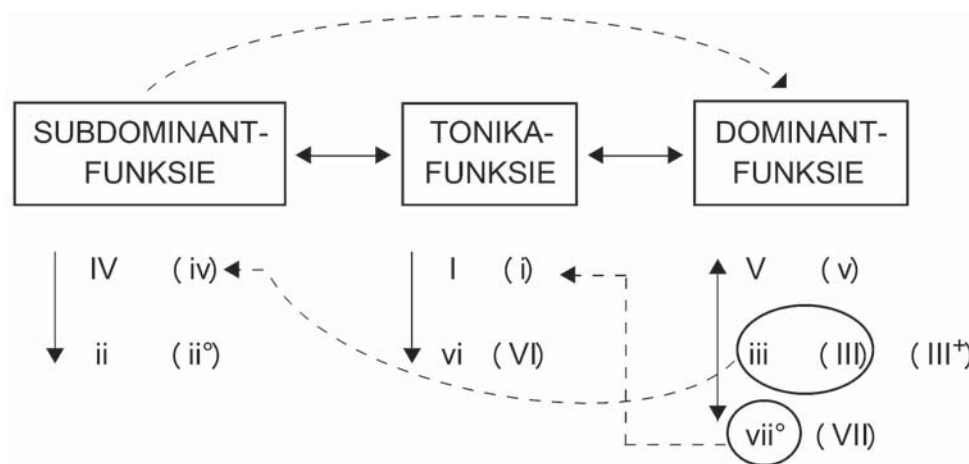 SUBDOMINANT-
FUNKSIE
TONIKA-
FUNKSIE
DOMINANT-
FUNKSIE
IV (iv) I (i) V (v)
ii (ii°) vi (VI) iii (III) (III+)
vii° (VII)